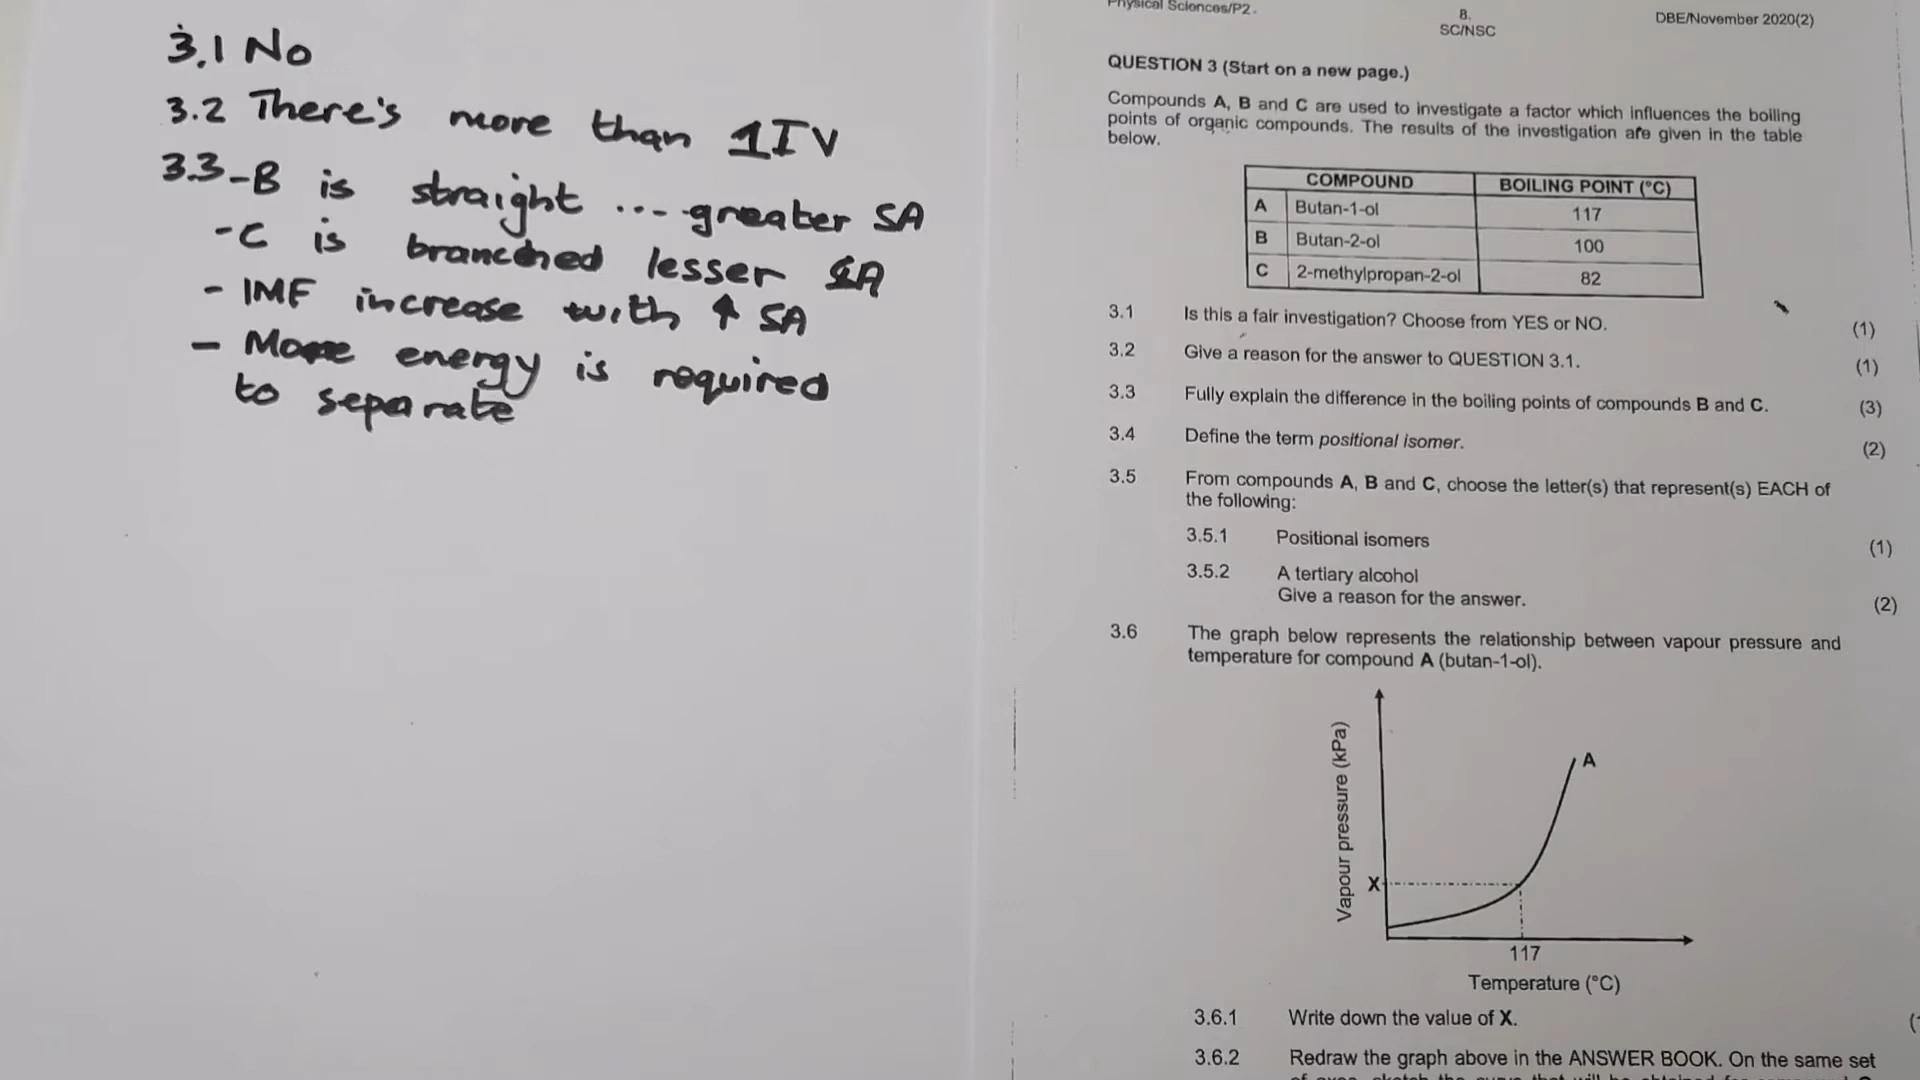 3.1 No
3.2 There's more than 1 IV
3.3 - B is straight ... greater SA
- C is branched lesser SA
- IMF increase with ↑ SA
- More energy is required
to separate
Physical Sciences/P2
8
SC/NSC
DBE/November 2020(2)
QUESTION 3 (Start on a new page.)
Compounds A, B and C are used to investigate a factor which influences the boiling
points of organic compounds. The results of the investigation are given in the table
below.
COMPOUND BOILING POINT (°C)
A Butan-1-ol 117
B Butan-2-ol 100
C 2-methylpropan-2-ol 82
3.1 Is this a fair investigation? Choose from YES or NO. (1)
3.2 Give a reason for the answer to QUESTION 3.1. (1)
3.3 Fully explain the difference in the boiling points of compounds B and C. (3)
3.4 Define the term positional isomer. (2)
3.5 From compounds A, B and C, choose the letter(s) that represent(s) EACH of
the following:
3.5.1 Positional isomers (1)
3.5.2 A tertiary alcohol
Give a reason for the answer. (2)
3.6 The graph below represents the relationship between vapour pressure and
temperature for compound A (butan-1-ol).
Vapour pressure (kPa)
A
X
117
Temperature (°C)
3.6.1 Write down the value of X.
3.6.2 Redraw the graph above in the ANSWER BOOK. On the same set